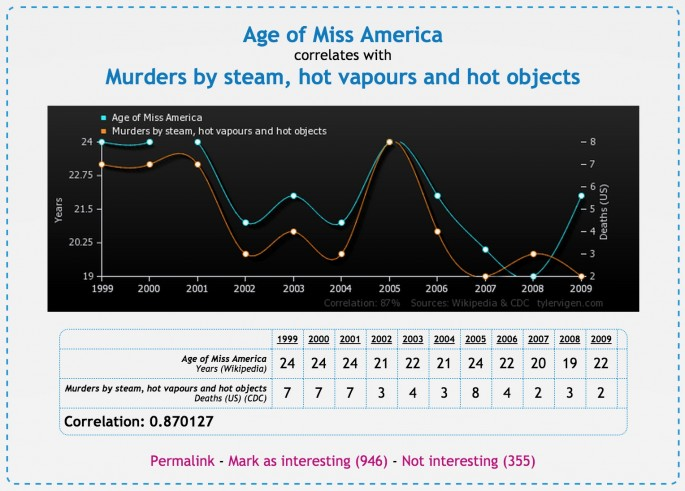 Age of Miss America
correlates with
Murders by steam, hot vapours and hot objects
Age of Miss America
Murders by steam, hot vapours and hot objects
24
22.75
21.5
20.25
19
Years
8
7
6
5
4
3
2
Deaths (US)
1999 2000 2001 2002 2003 2004 2005 2006 2007 2008 2009
Correlation: 87% Sources: Wikipedia & CDC tylervigen.com
1999 2000 2001 2002 2003 2004 2005 2006 2007 2008 2009
Age of Miss America
Years (Wikipedia)
24 24 24 21 22 21 24 22 20 19 22
Murders by steam, hot vapours and hot objects
Deaths (US) (CDC)
7 7 7 3 4 3 8 4 2 3 2
Correlation: 0.870127
Permalink - Mark as interesting (946) - Not interesting (355)